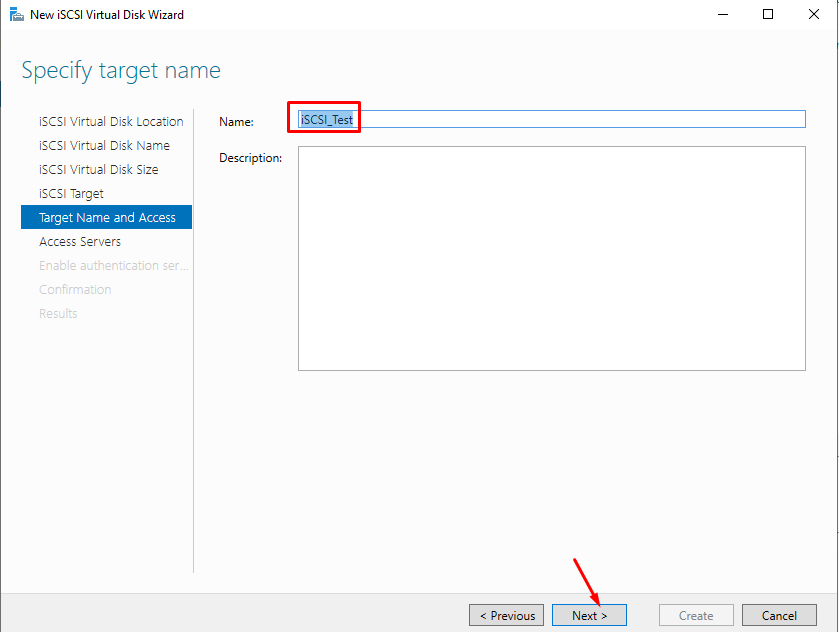 New iSCSI Virtual Disk Wizard
Specify target name
iSCSI Virtual Disk Location
iSCSI Virtual Disk Name
iSCSI Virtual Disk Size
iSCSI Target
Target Name and Access
Access Servers
Enable authentication ser...
Confirmation
Results
Name:
iSCSI_Test
Description:
< Previous
Next >
Create
Cancel